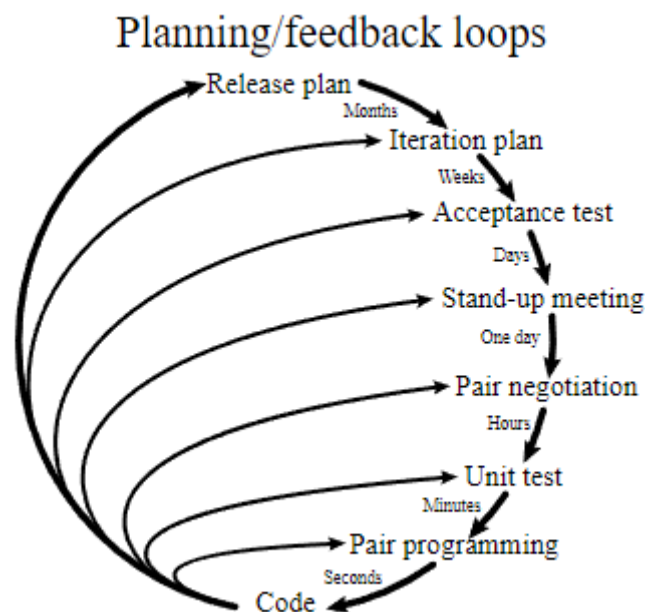 Planning/feedback loops
Release plan
Months
Iteration plan
Weeks
Acceptance test
Days
Stand-up meeting
One day
Pair negotiation
Hours
Unit test
Minutes
Pair programming
Seconds
Code